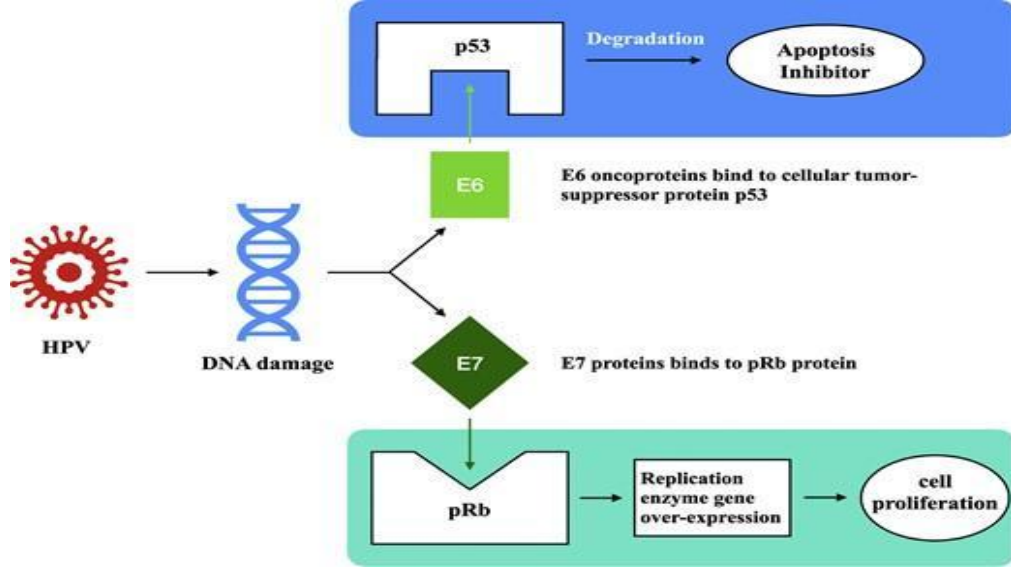 p53
Degradation
Apoptosis
Inhibitor
E6
E6 oncoproteins bind to cellular tumor-
suppressor protein p53
HPV
DNA damage
E7
E7 proteins binds to pRb protein
pRb
Replication
enzyme gene
over-expression
cell
proliferation